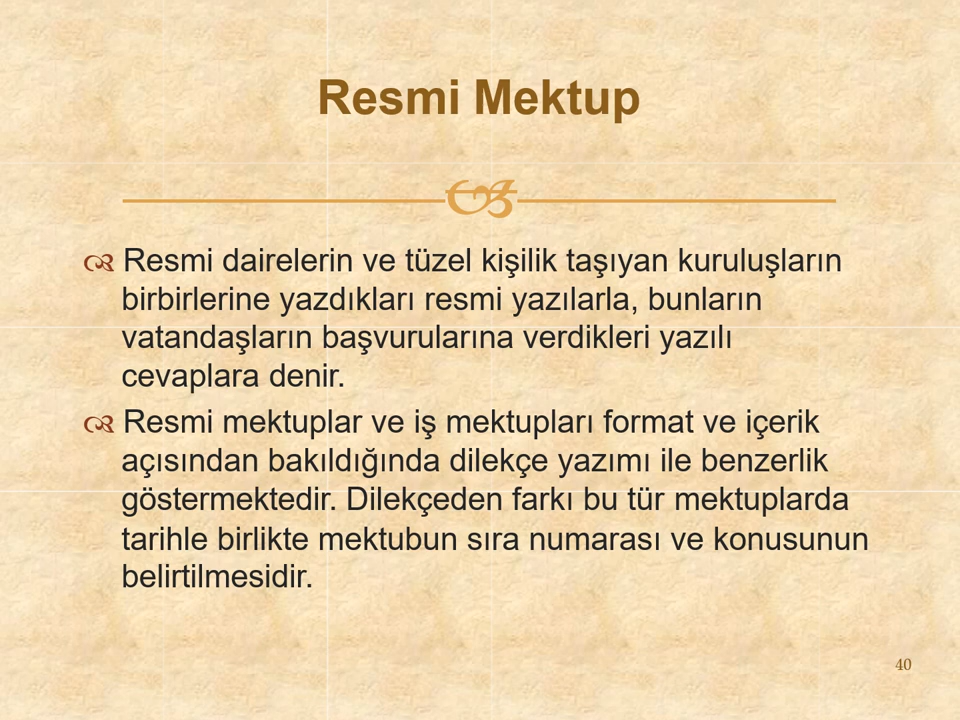 Resmi Mektup
Resmi dairelerin ve tüzel kişilik taşıyan kuruluşların
birbirlerine yazdıkları resmi yazılarla, bunların
vatandaşların başvurularına verdikleri yazılı
cevaplara denir.
Resmi mektuplar ve iş mektupları format ve içerik
açısından bakıldığında dilekçe yazımı ile benzerlik
göstermektedir. Dilekçeden farkı bu tür mektuplarda
tarihle birlikte mektubun sıra numarası ve konusunun
belirtilmesidir.
40